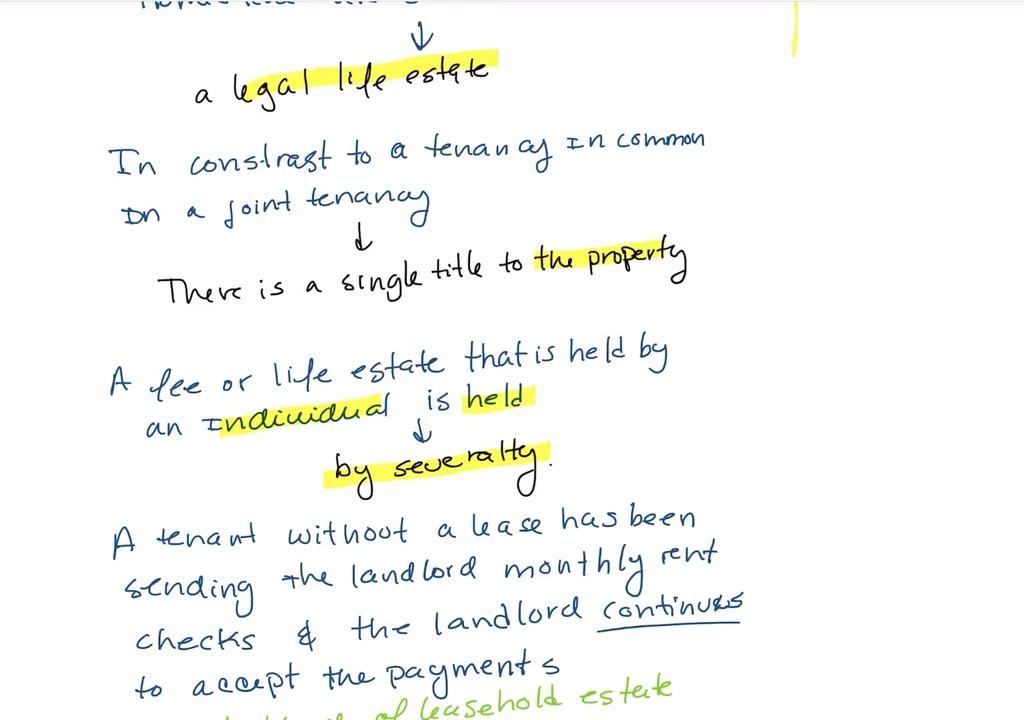 a legal life estate
In constrast to a tenancy in common
In a joint tenancy
There is a single title to the property
A fee or life estate that is held by
an individual is held
by severalty.
A tenant without a lease has been
sending the landlord monthly rent
checks & the landlord continues
to accept the payments
of leasehold estate